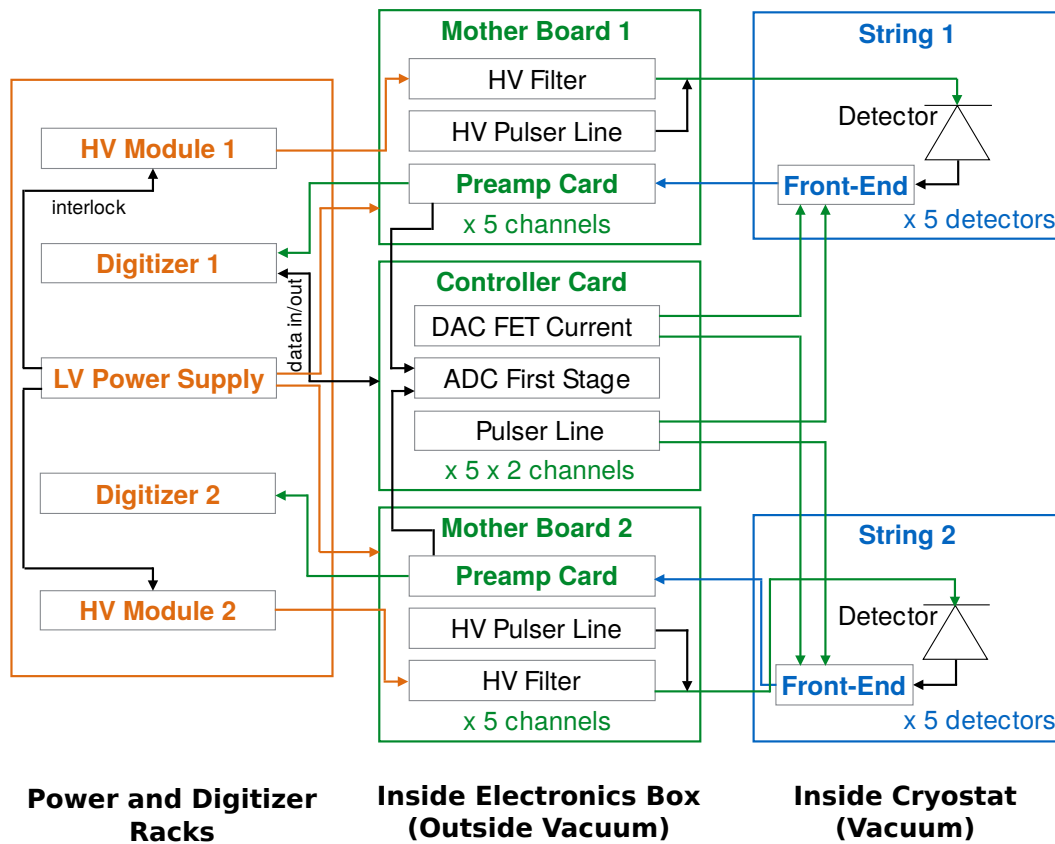 Mother Board 1
HV Filter
HV Pulser Line
Preamp Card
x 5 channels
String 1
Detector
Front-End
x 5 detectors
HV Module 1
interlock
Digitizer 1
data in/out
LV Power Supply
Digitizer 2
HV Module 2
Controller Card
DAC FET Current
ADC First Stage
Pulser Line
x 5 x 2 channels
Mother Board 2
Preamp Card
HV Pulser Line
HV Filter
x 5 channels
String 2
Detector
Front-End
x 5 detectors
Power and Digitizer
Racks
Inside Electronics Box
(Outside Vacuum)
Inside Cryostat
(Vacuum)